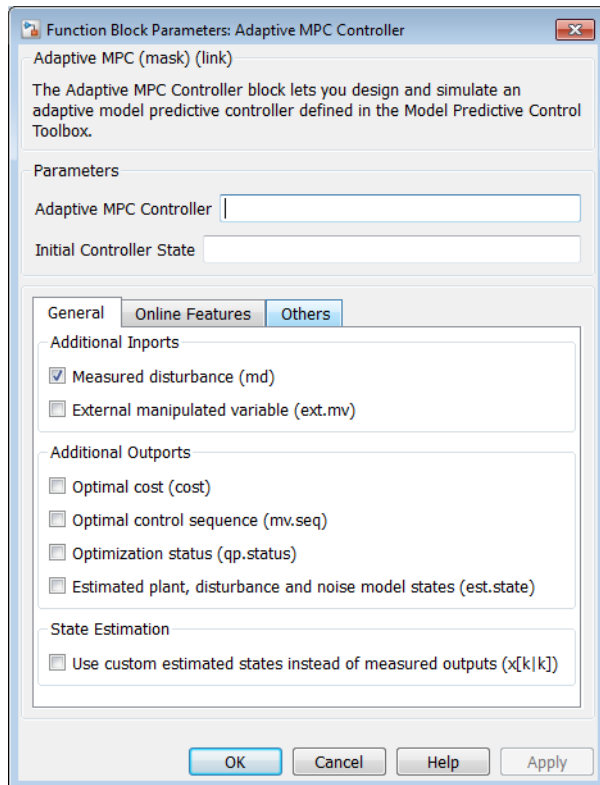 Function Block Parameters: Adaptive MPC Controller
Adaptive MPC (mask) (link)
The Adaptive MPC Controller block lets you design and simulate an
adaptive model predictive controller defined in the Model Predictive Control
Toolbox.
Parameters
Adaptive MPC Controller
Initial Controller State
General Online Features Others
Additional Inports
Measured disturbance (md)
External manipulated variable (ext.mv)
Additional Outports
Optimal cost (cost)
Optimal control sequence (mv.seq)
Optimization status (qp.status)
Estimated plant, disturbance and noise model states (est.state)
State Estimation
Use custom estimated states instead of measured outputs (x[k|k])
OK Cancel Help Apply